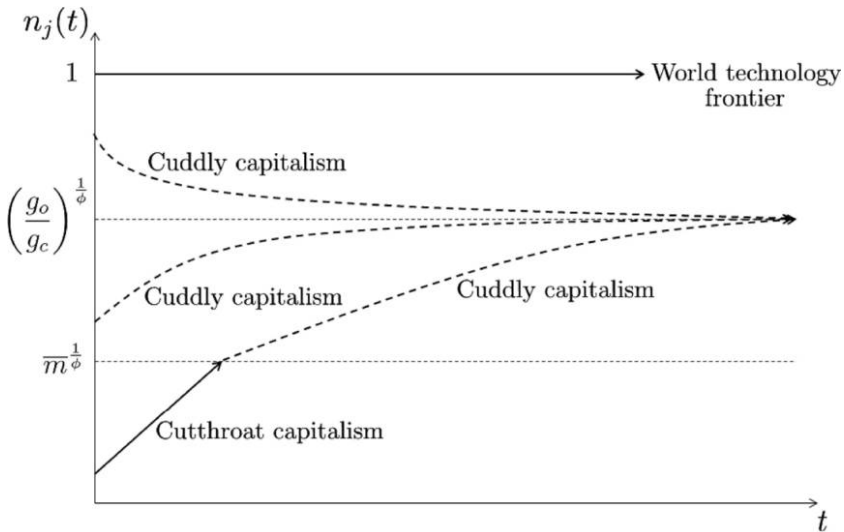 n_j(t)
1
World technology
frontier
Cuddly capitalism
(g_o/g_c)^{1/ϕ}
Cuddly capitalism
Cuddly capitalism
m̅^{1/ϕ}
Cutthroat capitalism
t